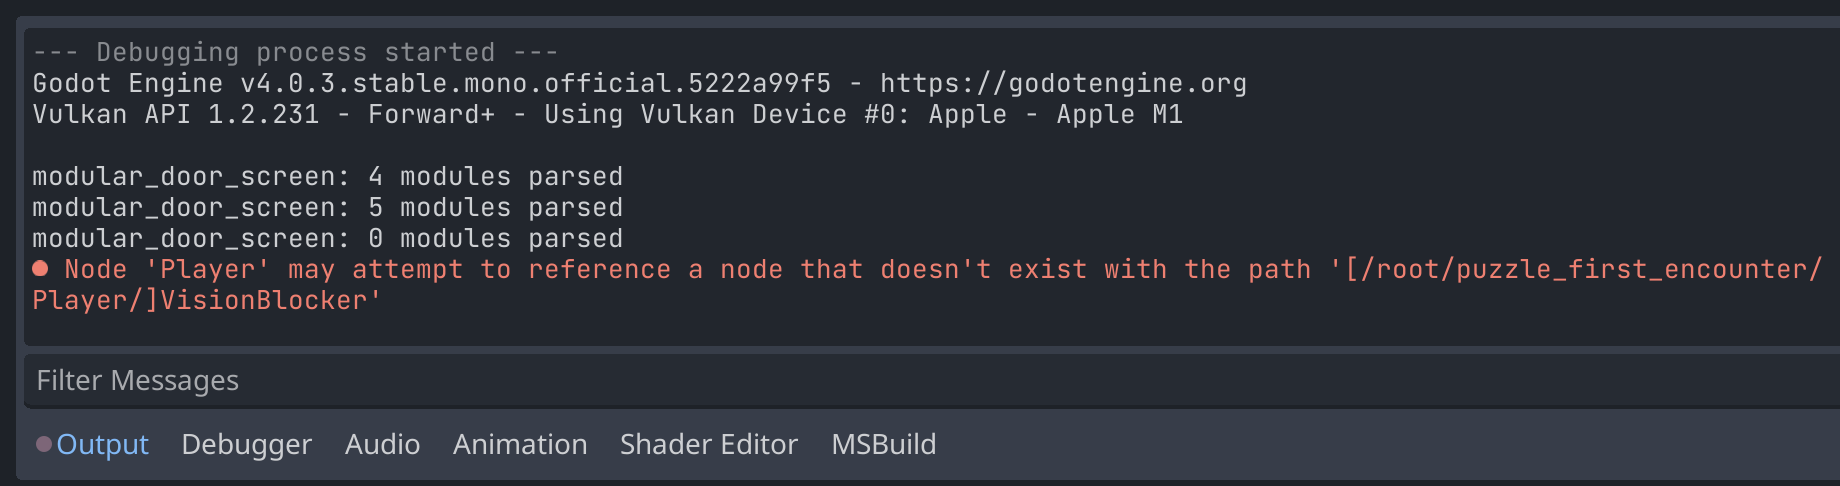 --- Debugging process started ---
Godot Engine v4.0.3.stable.mono.official.5222a99f5 - https://godotengine.org
Vulkan API 1.2.231 - Forward+ - Using Vulkan Device #0: Apple - Apple M1
modular_door_screen: 4 modules parsed
modular_door_screen: 5 modules parsed
modular_door_screen: 0 modules parsed
● Node 'Player' may attempt to reference a node that doesn't exist with the path '[/root/puzzle_first_encounter/
Player/]VisionBlocker'
Filter Messages
Output Debugger Audio Animation Shader Editor MSBuild